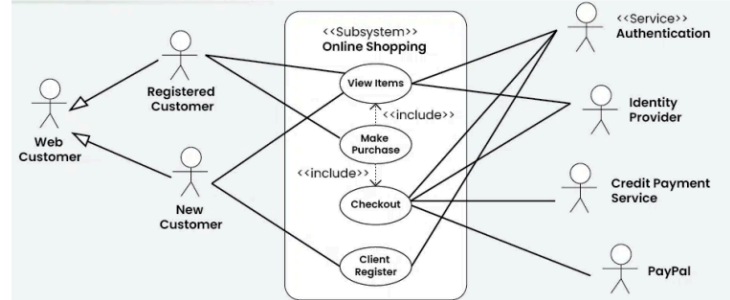 <<Subsystem>>
Online Shopping
<<Service>>
Authentication
Registered
Customer
View Items
Identity
Provider
<<include>>
Web
Customer
Make
Purchase
<<include>>
New
Customer
Checkout
Credit Payment
Service
Client
Register
PayPal